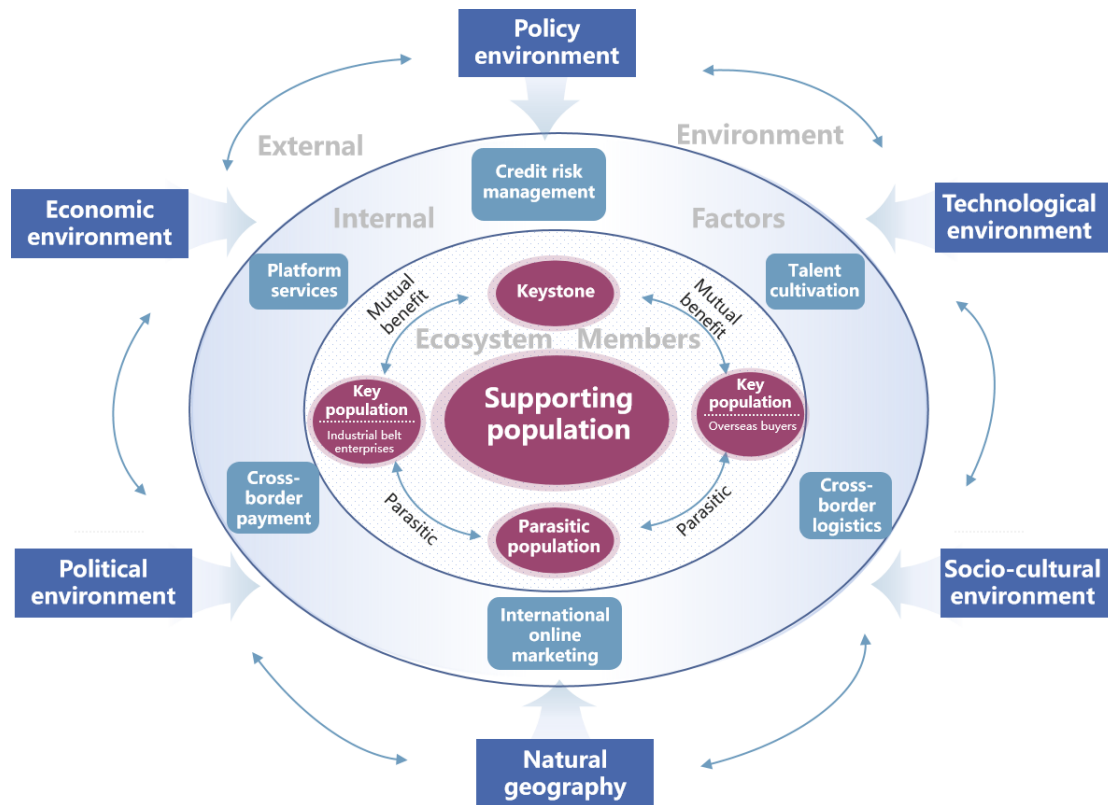 Policy
environment
External
Environment
Credit risk
management
Economic
environment
Technological
environment
Internal
Factors
Platform
services
Talent
cultivation
Mutual
benefit
Keystone
Mutual
benefit
Ecosystem Members
Key
population
Industrial belt
enterprises
Supporting
population
Key
population
Overseas buyers
Cross-
border
payment
Parasitic
Parasitic
population
Parasitic
Cross-
border
logistics
Political
environment
Socio-cultural
environment
International
online
marketing
Natural
geography